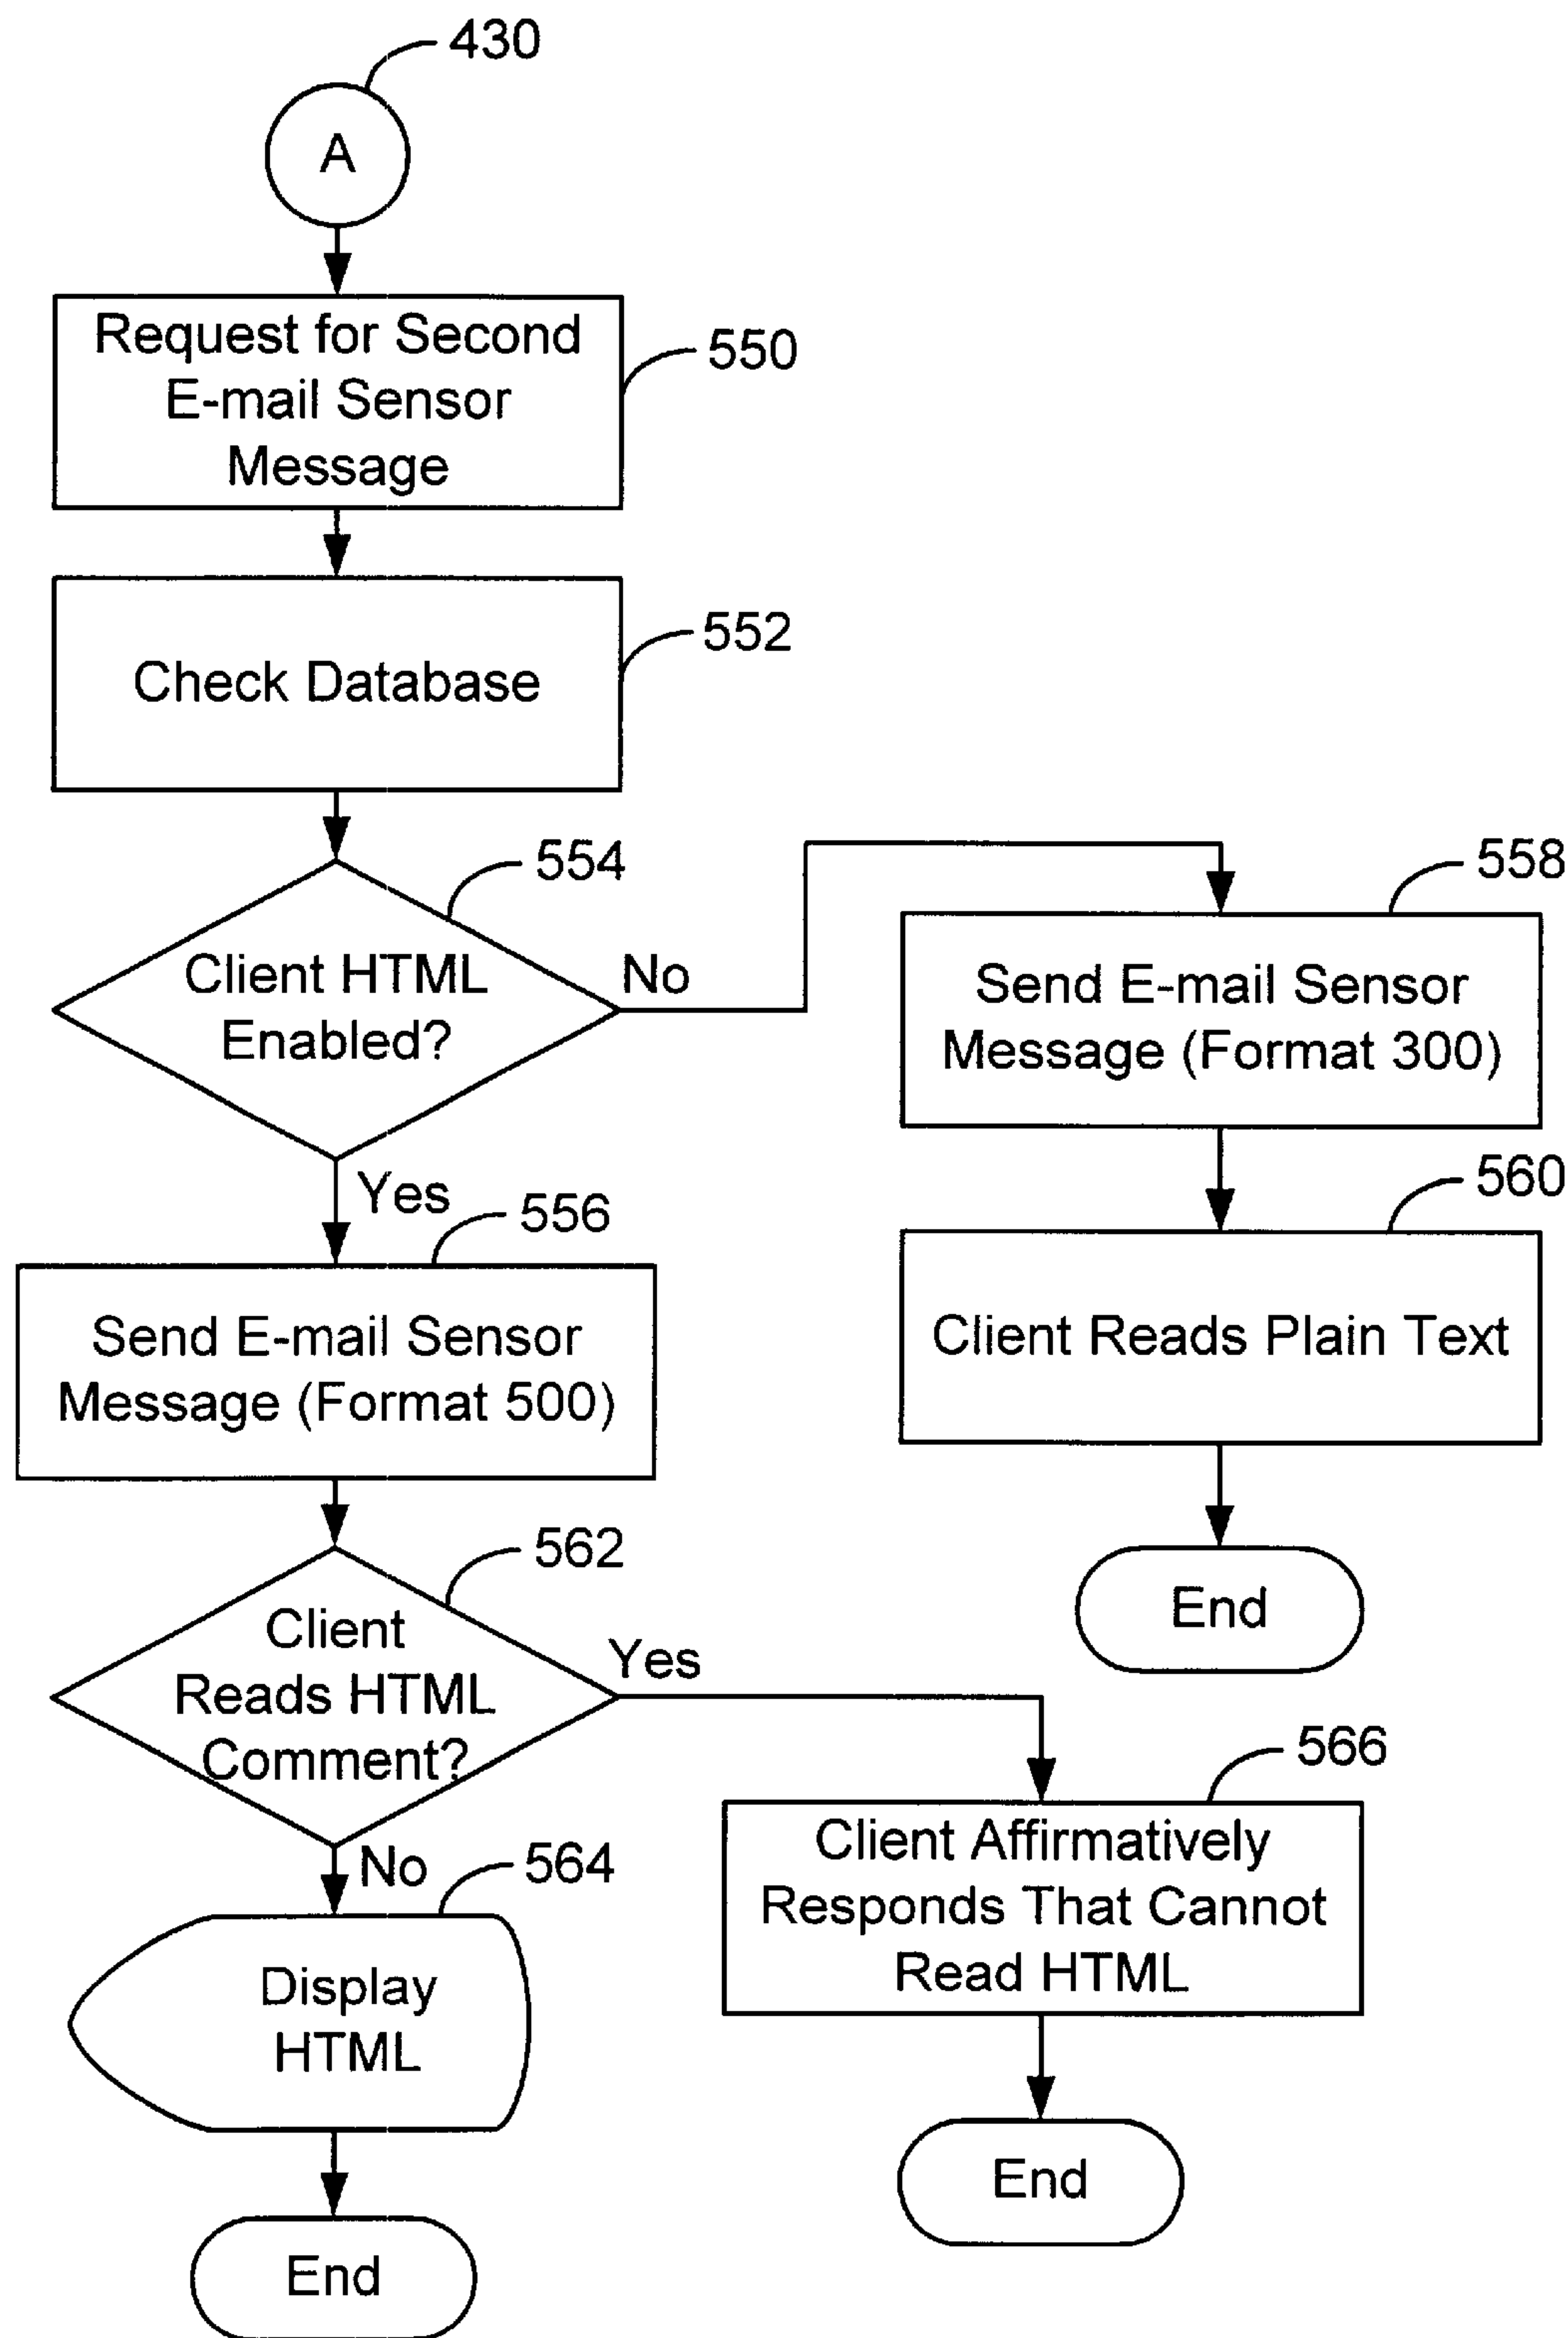 430
A
Request for Second
E-mail Sensor
Message
550
Check Database
552
554
Client HTML
Enabled?
No
Yes
558
Send E-mail Sensor
Message (Format 300)
560
Client Reads Plain Text
End
556
Send E-mail Sensor
Message (Format 500)
562
Client
Reads HTML
Comment?
Yes
No
566
Client Affirmatively
Responds That Cannot
Read HTML
End
564
Display
HTML
End